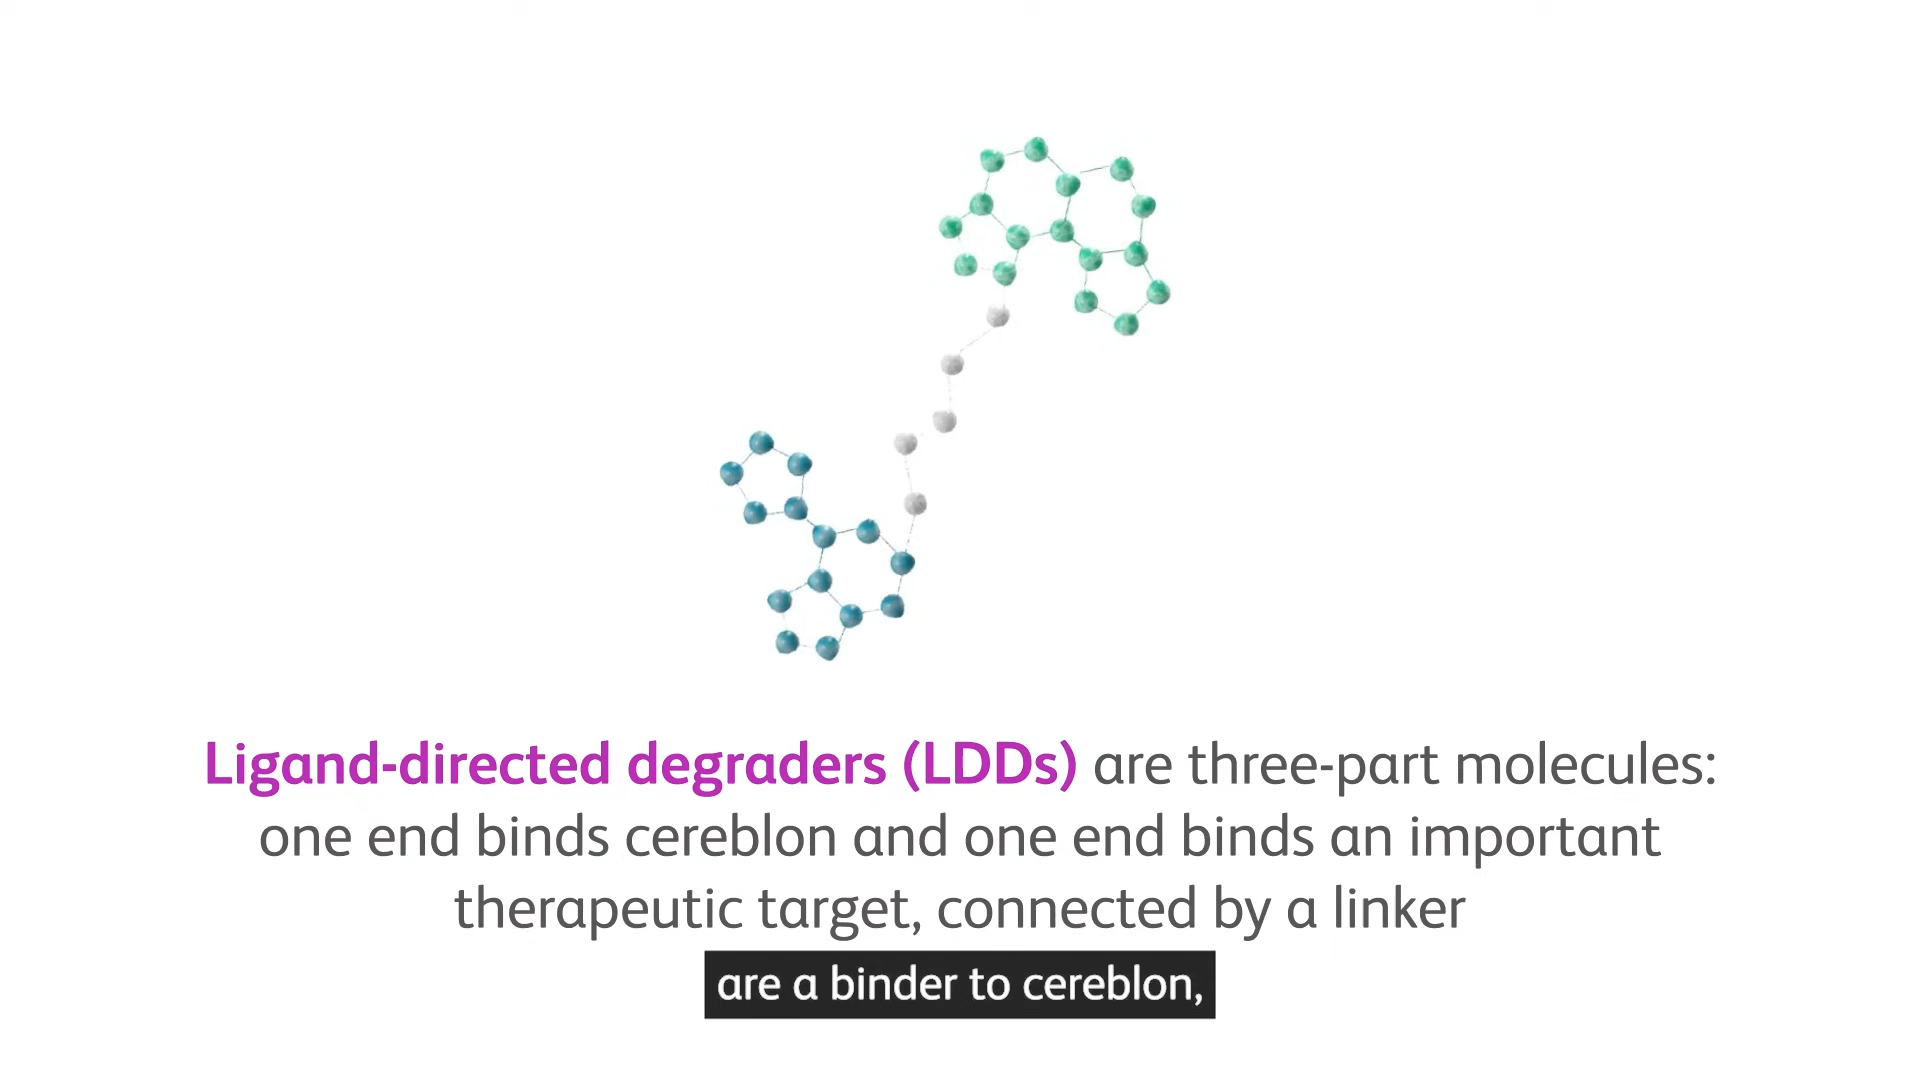 Ligand-directed degraders (LDDs) are three-part molecules:
one end binds cereblon and one end binds an important
therapeutic target, connected by a linker
are a binder to cereblon,